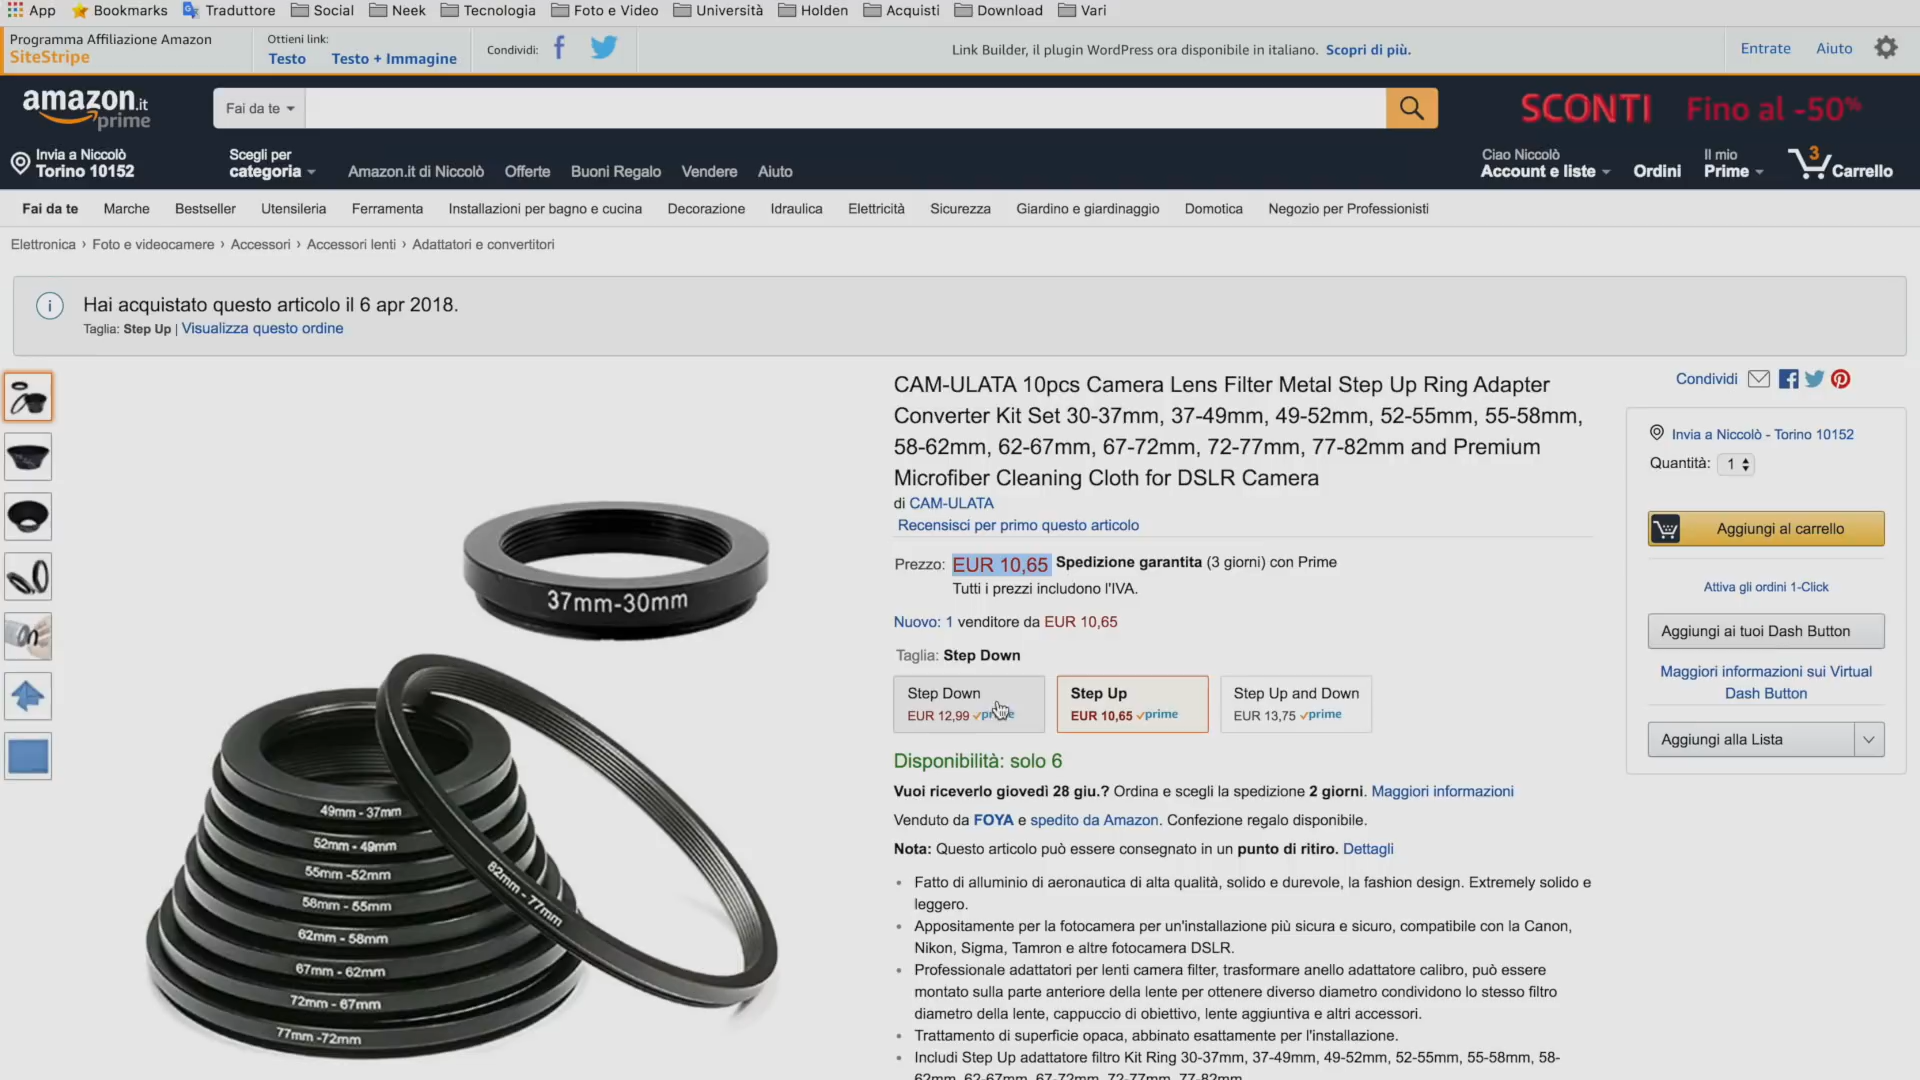 App Bookmarks Traduttore Social Neek Tecnologia Foto e Video Università Holden Acquisti Download Vari
Programma Affiliazione Amazon
SiteStripe
Ottieni link:
Testo Testo + Immagine
Condividi:
Link Builder, il plugin WordPress ora disponibile in italiano. Scopri di più.
Entrate Aiuto
amazon.it
prime
Fai da te
SCONTI Fino al -50%
Invia a Niccolò
Torino 10152
Scegli per
categoria
Amazon.it di Niccolò Offerte Buoni Regalo Vendere Aiuto
Ciao Niccolò
Account e liste
Ordini
Il mio
Prime
3
Carrello
Fai da te Marche Bestseller Utensileria Ferramenta Installazioni per bagno e cucina Decorazione Idraulica Elettricità Sicurezza Giardino e giardinaggio Domotica Negozio per Professionisti
Elettronica › Foto e videocamere › Accessori › Accessori lenti › Adattatori e convertitori
Hai acquistato questo articolo il 6 apr 2018.
Taglia: Step Up | Visualizza questo ordine
37mm-30mm
49mm - 37mm
52mm - 49mm
55mm -52mm
58mm - 55mm
62mm - 58mm
67mm - 62mm
72mm - 67mm
77mm -72mm
82mm - 77mm
CAM-ULATA 10pcs Camera Lens Filter Metal Step Up Ring Adapter
Converter Kit Set 30-37mm, 37-49mm, 49-52mm, 52-55mm, 55-58mm,
58-62mm, 62-67mm, 67-72mm, 72-77mm, 77-82mm and Premium
Microfiber Cleaning Cloth for DSLR Camera
di CAM-ULATA
Recensisci per primo questo articolo
Prezzo: EUR 10,65 Spedizione garantita (3 giorni) con Prime
Tutti i prezzi includono l'IVA.
Nuovo: 1 venditore da EUR 10,65
Taglia: Step Down
Step Down
EUR 12,99 prime
Step Up
EUR 10,65 prime
Step Up and Down
EUR 13,75 prime
Disponibilità: solo 6
Vuoi riceverlo giovedì 28 giu.? Ordina e scegli la spedizione 2 giorni. Maggiori informazioni
Venduto da FOYA e spedito da Amazon. Confezione regalo disponibile.
Nota: Questo articolo può essere consegnato in un punto di ritiro. Dettagli
• Fatto di alluminio di aeronautica di alta qualità, solido e durevole, la fashion design. Extremely solido e
leggero.
• Appositamente per la fotocamera per un'installazione più sicura e sicuro, compatibile con la Canon,
Nikon, Sigma, Tamron e altre fotocamera DSLR.
• Professionale adattatori per lenti camera filter, trasformare anello adattatore calibro, può essere
montato sulla parte anteriore della lente per ottenere diverso diametro condividono lo stesso filtro
diametro della lente, cappuccio di obiettivo, lente aggiuntiva e altri accessori.
• Trattamento di superficie opaca, abbinato esattamente per l'installazione.
• Includi Step Up adattatore filtro Kit Ring 30-37mm, 37-49mm, 49-52mm, 52-55mm, 55-58mm, 58-
62mm, 62-67mm, 67-72mm, 72-77mm, 77-82mm
Condividi
Invia a Niccolò - Torino 10152
Quantità: 1
Aggiungi al carrello
Attiva gli ordini 1-Click
Aggiungi ai tuoi Dash Button
Maggiori informazioni sui Virtual
Dash Button
Aggiungi alla Lista